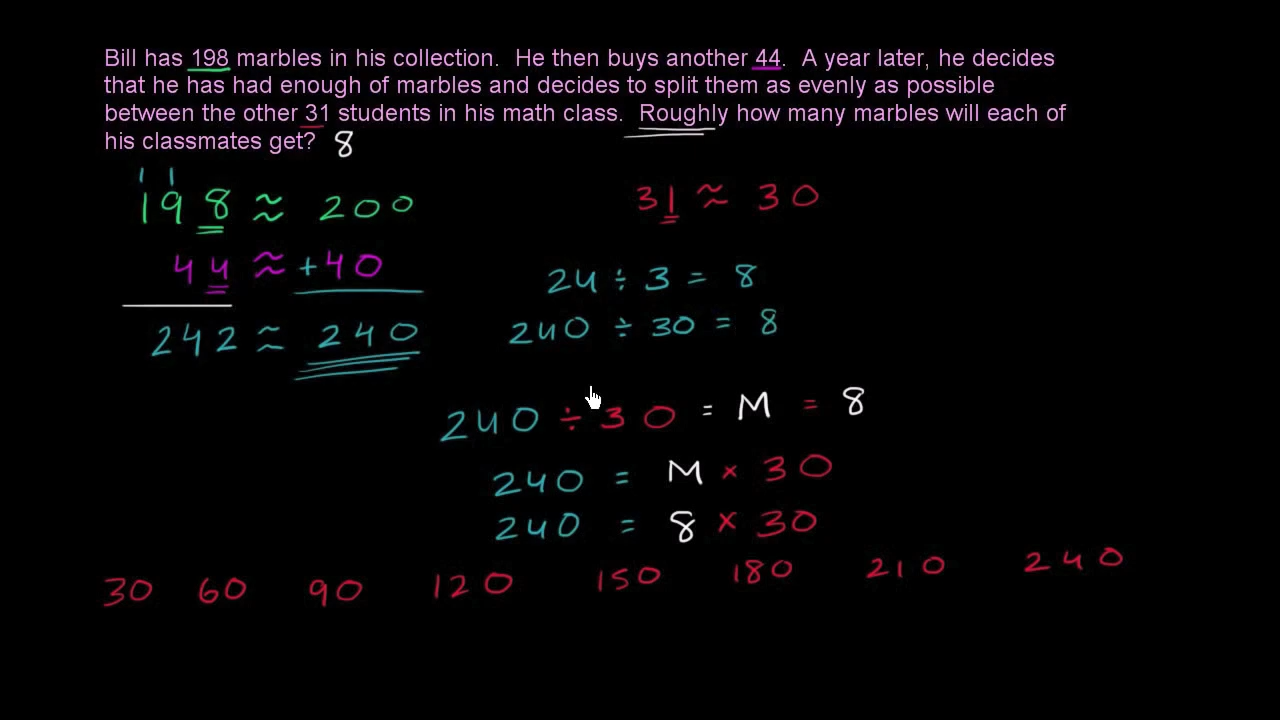 Bill has 198 marbles in his collection. He then buys another 44. A year later, he decides
that he has had enough of marbles and decides to split them as evenly as possible
between the other 31 students in his math class. Roughly how many marbles will each of
his classmates get? 8
1 1
198 ≈ 200
31 ≈ 30
44 ≈ +40
24 ÷ 3 = 8
242 ≈ 240
240 ÷ 30 = 8
240 ÷ 30 = M = 8
240 = M × 30
240 = 8 × 30
30 60 90 120 150 180 210 240